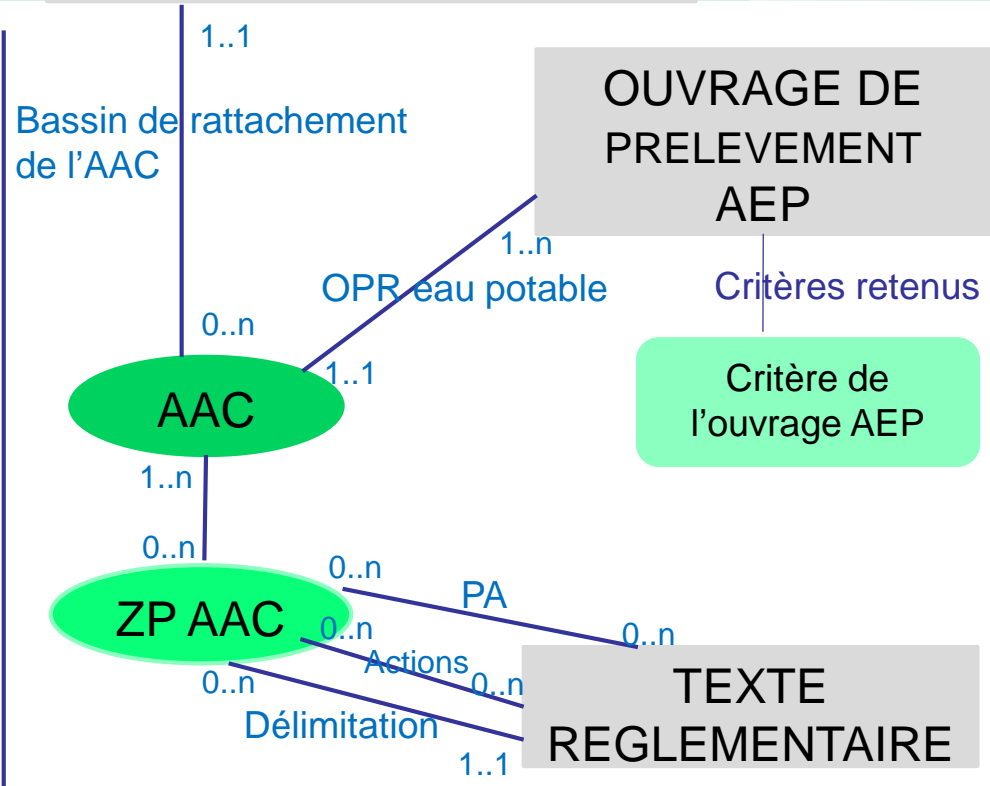 1..1
OUVRAGE DE
PRELEVEMENT
AEP
Bassin de rattachement
de l'AAC
1..n
OPR eau potable
Critères retenus
0..n
1..1
AAC
Critère de
l'ouvrage AEP
1..n
0..n
0..n
PA
ZP AAC
0..n
0..n
Actions
0..n
0..n
TEXTE
REGLEMENTAIRE
Délimitation
1..1